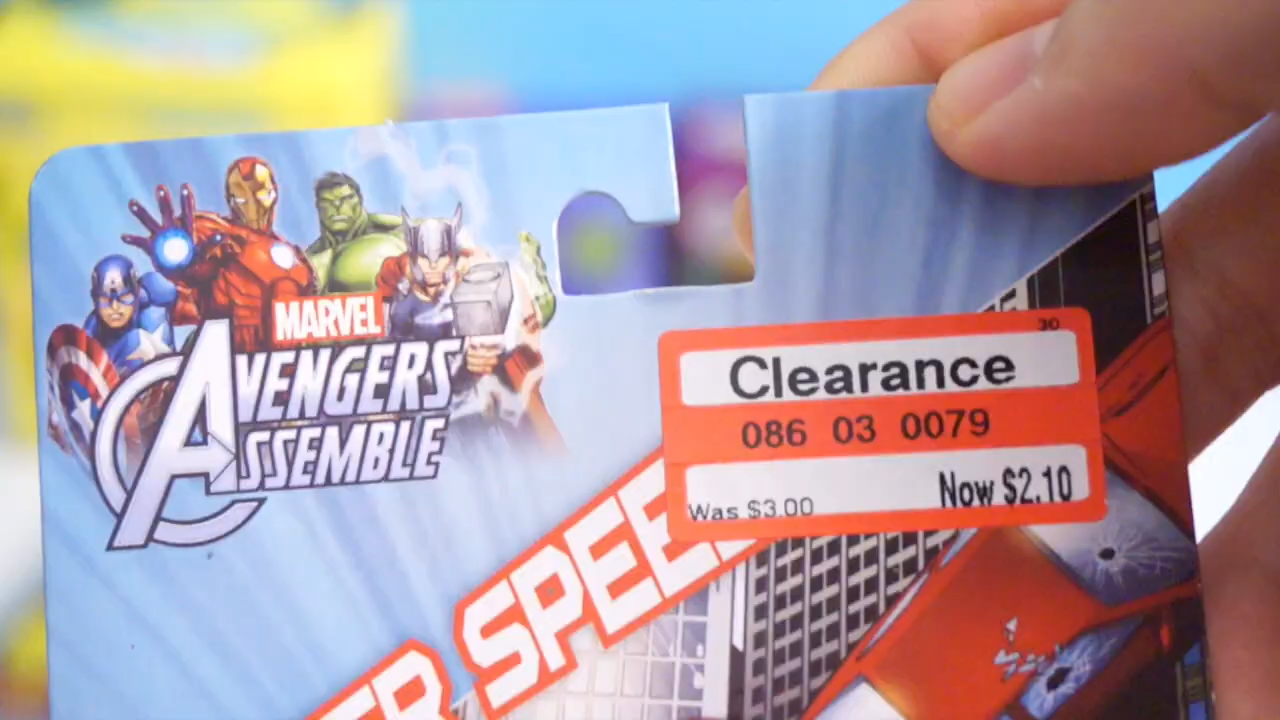 MARVEL
AVENGERS
ASSEMBLE
30
Clearance
086 03 0079
Was $3.00 Now $2.10
SPEE